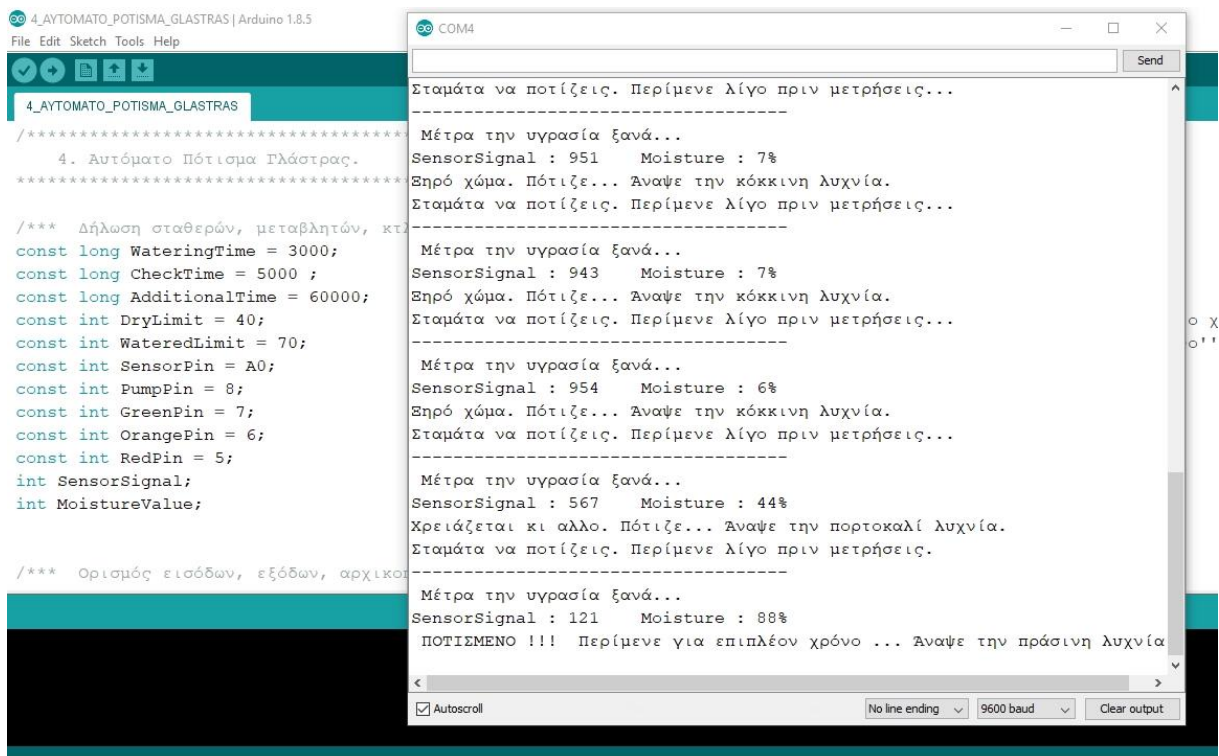 4_AYTOMATO_POTISMA_GLASTRAS | Arduino 1.8.5
File Edit Sketch Tools Help
4_AYTOMATO_POTISMA_GLASTRAS
/*************************************
4. Αυτόματο Πότισμα Γλάστρας.
**************************************
/*** Δήλωση σταθερών, μεταβλητών, κτλ
const long WateringTime = 3000;
const long CheckTime = 5000 ;
const long AdditionalTime = 60000;
const int DryLimit = 40;
const int WateredLimit = 70;
const int SensorPin = A0;
const int PumpPin = 8;
const int GreenPin = 7;
const int OrangePin = 6;
const int RedPin = 5;
int SensorSignal;
int MoistureValue;
/*** Ορισμός εισόδων, εξόδων, αρχικοπ
COM4
Send
Σταμάτα να ποτίζεις. Περίμενε λίγο πριν μετρήσεις...
------------------------------------
Μέτρα την υγρασία ξανά...
SensorSignal : 951 Moisture : 7%
Ξηρό χώμα. Πότιζε... Άναψε την κόκκινη λυχνία.
Σταμάτα να ποτίζεις. Περίμενε λίγο πριν μετρήσεις...
------------------------------------
Μέτρα την υγρασία ξανά...
SensorSignal : 943 Moisture : 7%
Ξηρό χώμα. Πότιζε... Άναψε την κόκκινη λυχνία.
Σταμάτα να ποτίζεις. Περίμενε λίγο πριν μετρήσεις...
------------------------------------
Μέτρα την υγρασία ξανά...
SensorSignal : 954 Moisture : 6%
Ξηρό χώμα. Πότιζε... Άναψε την κόκκινη λυχνία.
Σταμάτα να ποτίζεις. Περίμενε λίγο πριν μετρήσεις...
------------------------------------
Μέτρα την υγρασία ξανά...
SensorSignal : 567 Moisture : 44%
Χρειάζεται κι αλλο. Πότιζε... Άναψε την πορτοκαλί λυχνία.
Σταμάτα να ποτίζεις. Περίμενε λίγο πριν μετρήσεις.
------------------------------------
Μέτρα την υγρασία ξανά...
SensorSignal : 121 Moisture : 88%
ΠΟΤΙΣΜΕΝΟ !!! Περίμενε για επιπλέον χρόνο ... Άναψε την πράσινη λυχνία
Autoscroll
No line ending
9600 baud
Clear output
ο χ
ο''